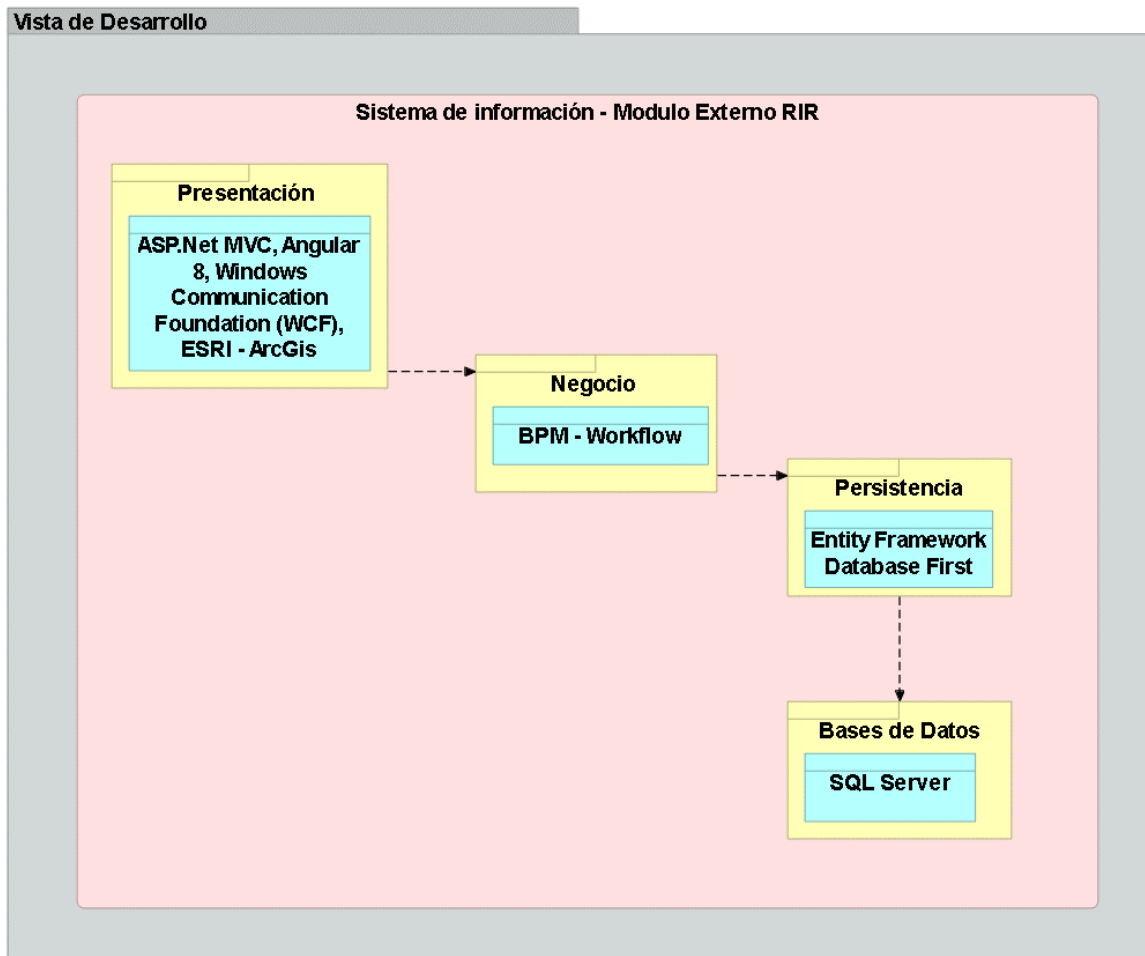 Vista de Desarrollo
Sistema de información - Modulo Externo RIR
Presentación
ASP.Net MVC, Angular
8, Windows
Communication
Foundation (WCF),
ESRI - ArcGis
Negocio
BPM - Workflow
Persistencia
Entity Framework
Database First
Bases de Datos
SQL Server